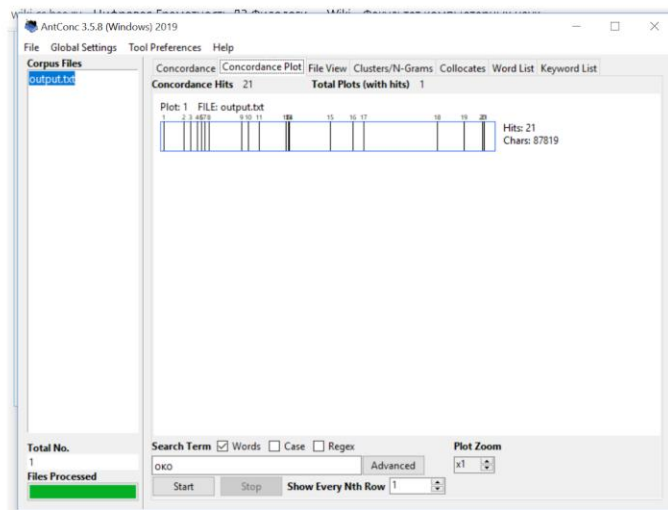 AntConc 3.5.8 (Windows) 2019
File Global Settings Tool Preferences Help
Corpus Files
output.txt
Concordance Concordance Plot File View Clusters/N-Grams Collocates Word List Keyword List
Concordance Hits 21 Total Plots (with hits) 1
Plot: 1 FILE: output.txt
1 2 3 4 6 7 8 9 10 11 15 16 17 18 19
Hits: 21
Chars: 87819
Total No.
1
Files Processed
Search Term Words Case Regex
око
Advanced
Start Stop Show Every Nth Row 1
Plot Zoom
x1